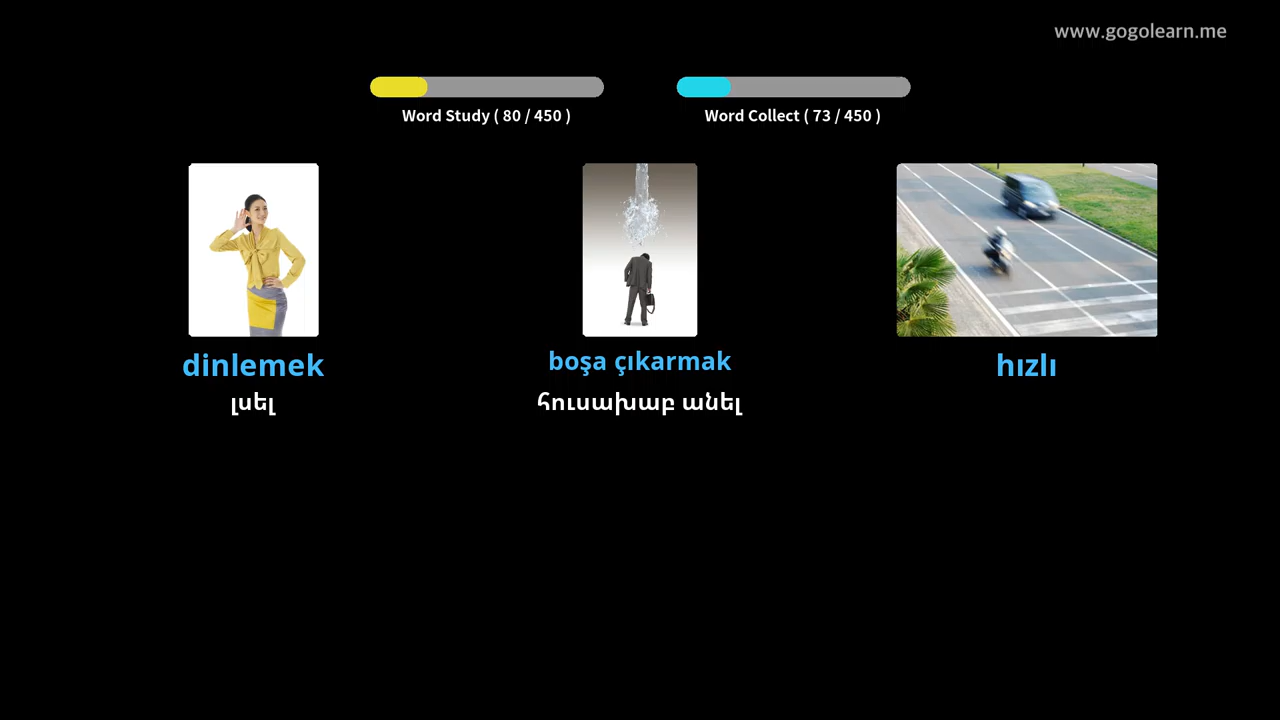 www.gogolearn.me
Word Study ( 80 / 450 )
Word Collect ( 73 / 450 )
dinlemek
լսել
boşa çıkarmak
հուսախաբ անել
hızlı